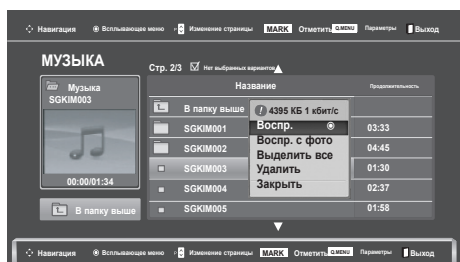 Навигация Всплывающее меню P Изменение страницы MARK Отметить Q.MENU Параметры Выход
МУЗЫКА
Стр. 2/3 Нет выбранных вариантов
Музыка
SGKIM003
00:00/01:34
В папку выше
Название Продолжительность
В папку выше
SGKIM001 03:33
SGKIM002 04:45
SGKIM003 01:30
SGKIM004 02:37
SGKIM005 01:58
4395 КБ 1 кбит/с
Воспр.
Воспр. с фото
Выделить все
Удалить
Закрыть
Навигация Всплывающее меню P Изменение страницы MARK Отметить Q.MENU Параметры Выход